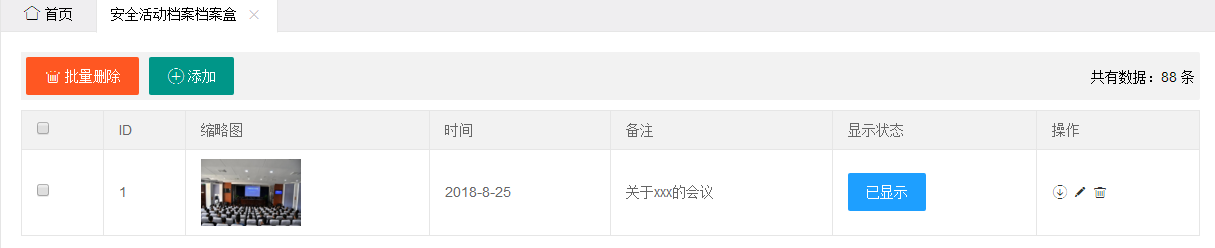 首页 安全活动档案档案盒
批量删除 添加 共有数据：88 条
ID 缩略图 时间 备注 显示状态 操作
1 2018-8-25 关于xxx的会议 已显示